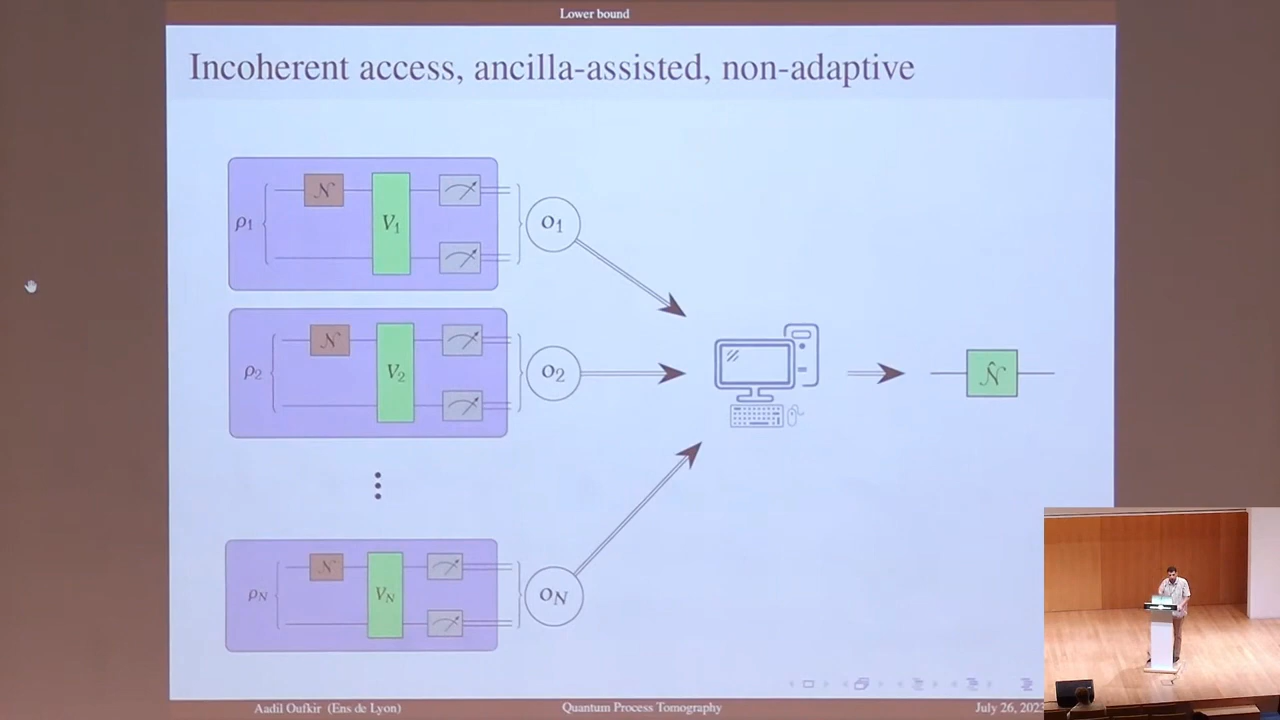 Lower bound
Incoherent access, ancilla-assisted, non-adaptive
ρ1 N V1 o1
ρ2 N V2 o2
N̂
ρN N VN oN
Aadil Oufkir (Ens de Lyon) Quantum Process Tomography July 26, 202